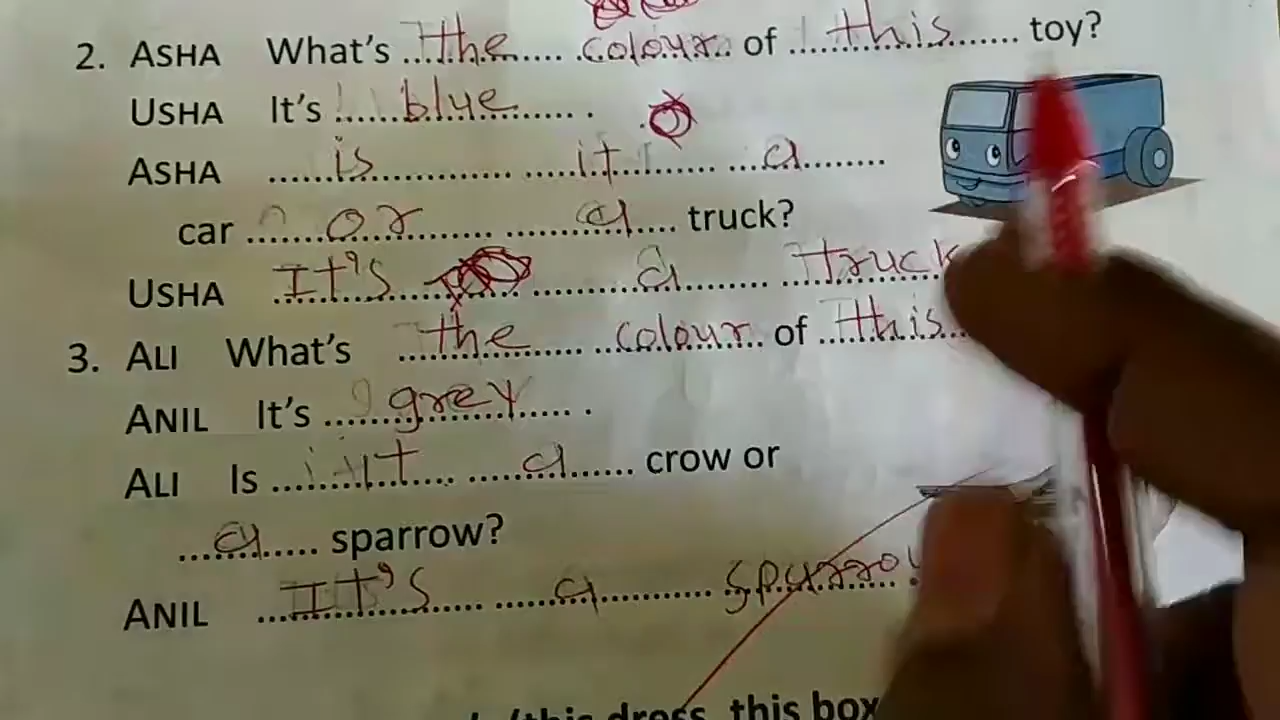 2. ASHA What's the colour of this toy?
USHA It's blue.
ASHA is it a
car or a truck?
USHA It's a truck
3. ALI What's the colour of this
ANIL It's grey.
ALI Is it a crow or
a sparrow?
ANIL It's a
this dress, this box